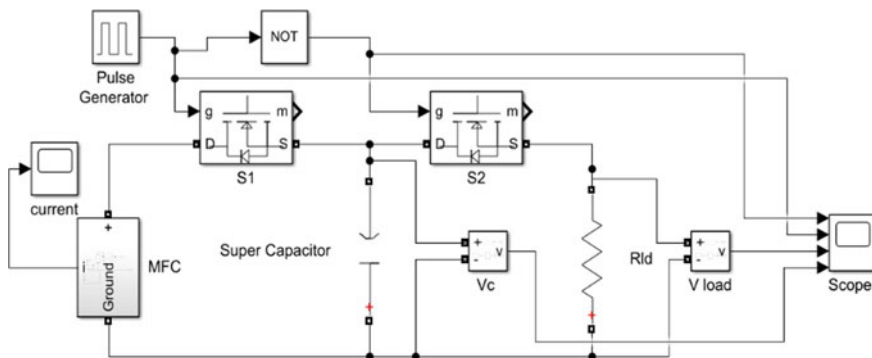 NOT
Pulse
Generator
g m
D S
S1
g m
D S
S2
current
+
i
Ground
MFC
Super Capacitor
+
+
-
v
Vc
Rld
+
+
-
v
V load
Scope